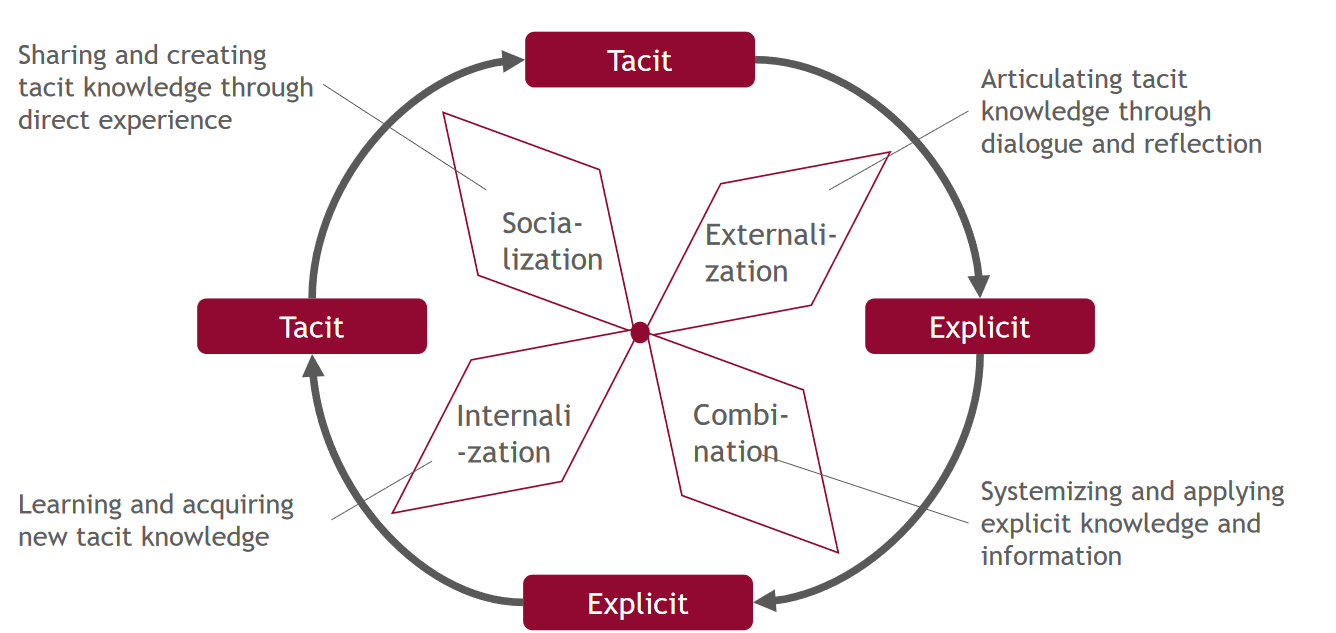 Sharing and creating
tacit knowledge through
direct experience
Tacit
Articulating tacit
knowledge through
dialogue and reflection
Socia-
lization
Externali-
zation
Tacit
Explicit
Internali
-zation
Combi-
nation
Learning and acquiring
new tacit knowledge
Systemizing and applying
explicit knowledge and
information
Explicit